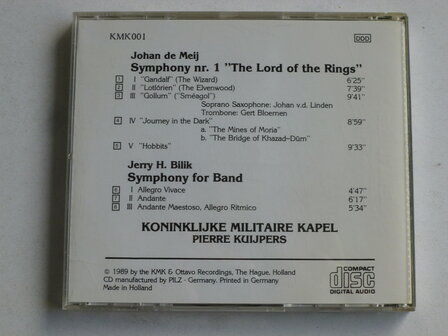 KMK001
DDD
Johan de Meij
Symphony nr. 1 "The Lord of the Rings"
1 I "Gandalf" (The Wizard) 6'25"
2 II "Lotlórien" (The Elvenwood) 7'39"
3 III "Gollum" ("Sméagol") 9'41"
Soprano Saxophone: Johan v.d. Linden
Trombone: Gert Bloemen
4 IV "Journey in the Dark" 8'59"
a. "The Mines of Moria"
b. "The Bridge of Khazad-Dûm"
5 V "Hobbits" 9'33"
Jerry H. Bilik
Symphony for Band
6 I Allegro Vivace 4'47"
7 II Andante 6'17"
8 III Andante Maestoso, Allegro Ritmico 5'34"
KONINKLIJKE MILITAIRE KAPEL
PIERRE KUIJPERS
© 1989 by the KMK & Ottavo Recordings, The Hague, Holland
CD manufactured by PILZ - Germany. Printed in Germany
Made in Holland
COMPACT
disc
DIGITAL AUDIO